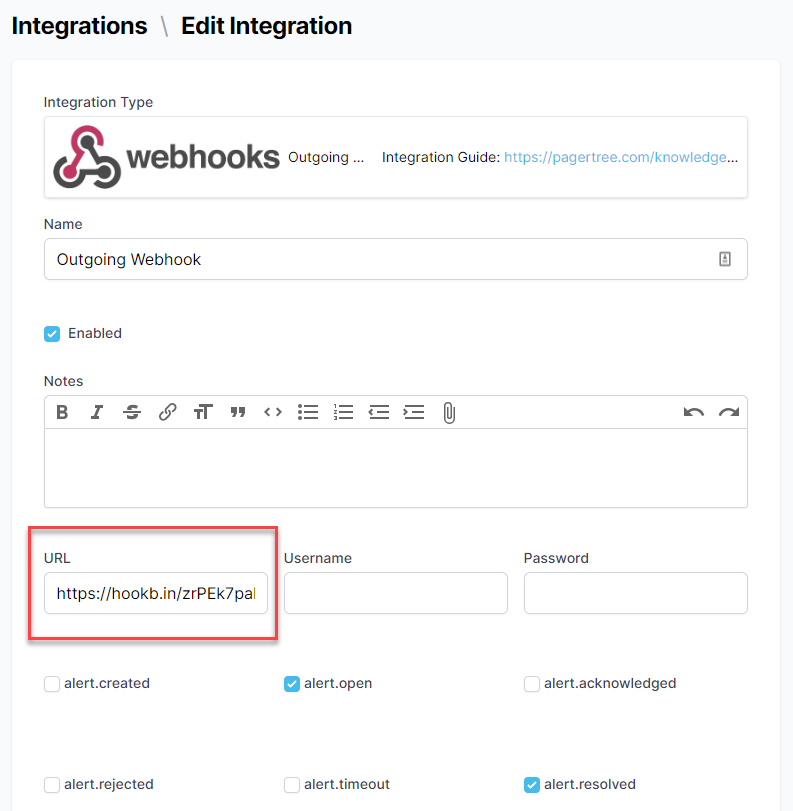 Integrations \ Edit Integration
Integration Type
webhooks Outgoing ... Integration Guide: https://pagertree.com/knowledge...
Name
Outgoing Webhook
Enabled
Notes
URL Username Password
https://hookb.in/zrPEk7pa
alert.created alert.open alert.acknowledged
alert.rejected alert.timeout alert.resolved